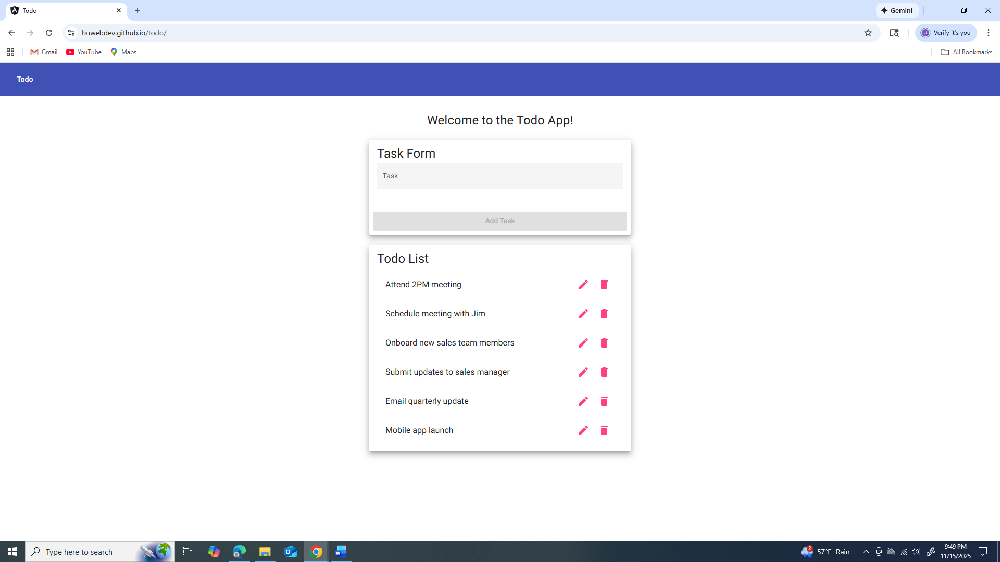 Todo
Gemini
buwebdev.github.io/todo/
Verify it's you
Gmail
YouTube
Maps
All Bookmarks
Todo
Welcome to the Todo App!
Task Form
Task
Add Task
Todo List
Attend 2PM meeting
Schedule meeting with Jim
Onboard new sales team members
Submit updates to sales manager
Email quarterly update
Mobile app launch
Type here to search
2
57°F Rain
9:49 PM
11/15/2025